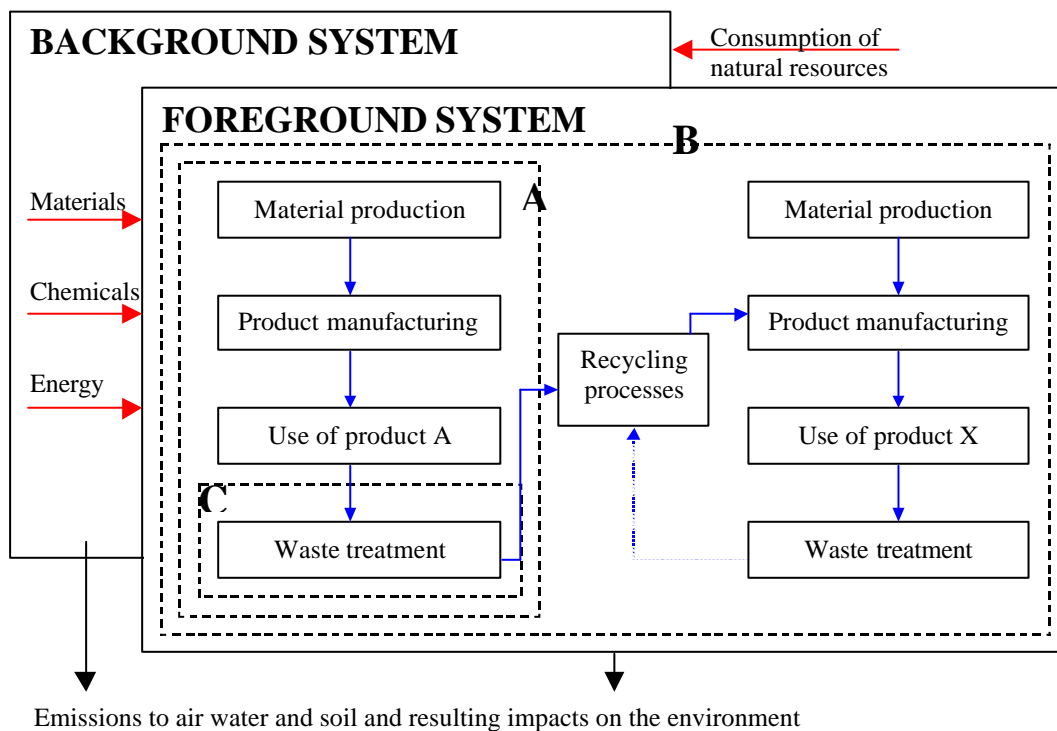 BACKGROUND SYSTEM
Consumption of
natural resources
FOREGROUND SYSTEM
B
A
Materials
Chemicals
Energy
Material production
Product manufacturing
Use of product A
C
Waste treatment
Recycling
processes
Material production
Product manufacturing
Use of product X
Waste treatment
Emissions to air water and soil and resulting impacts on the environment